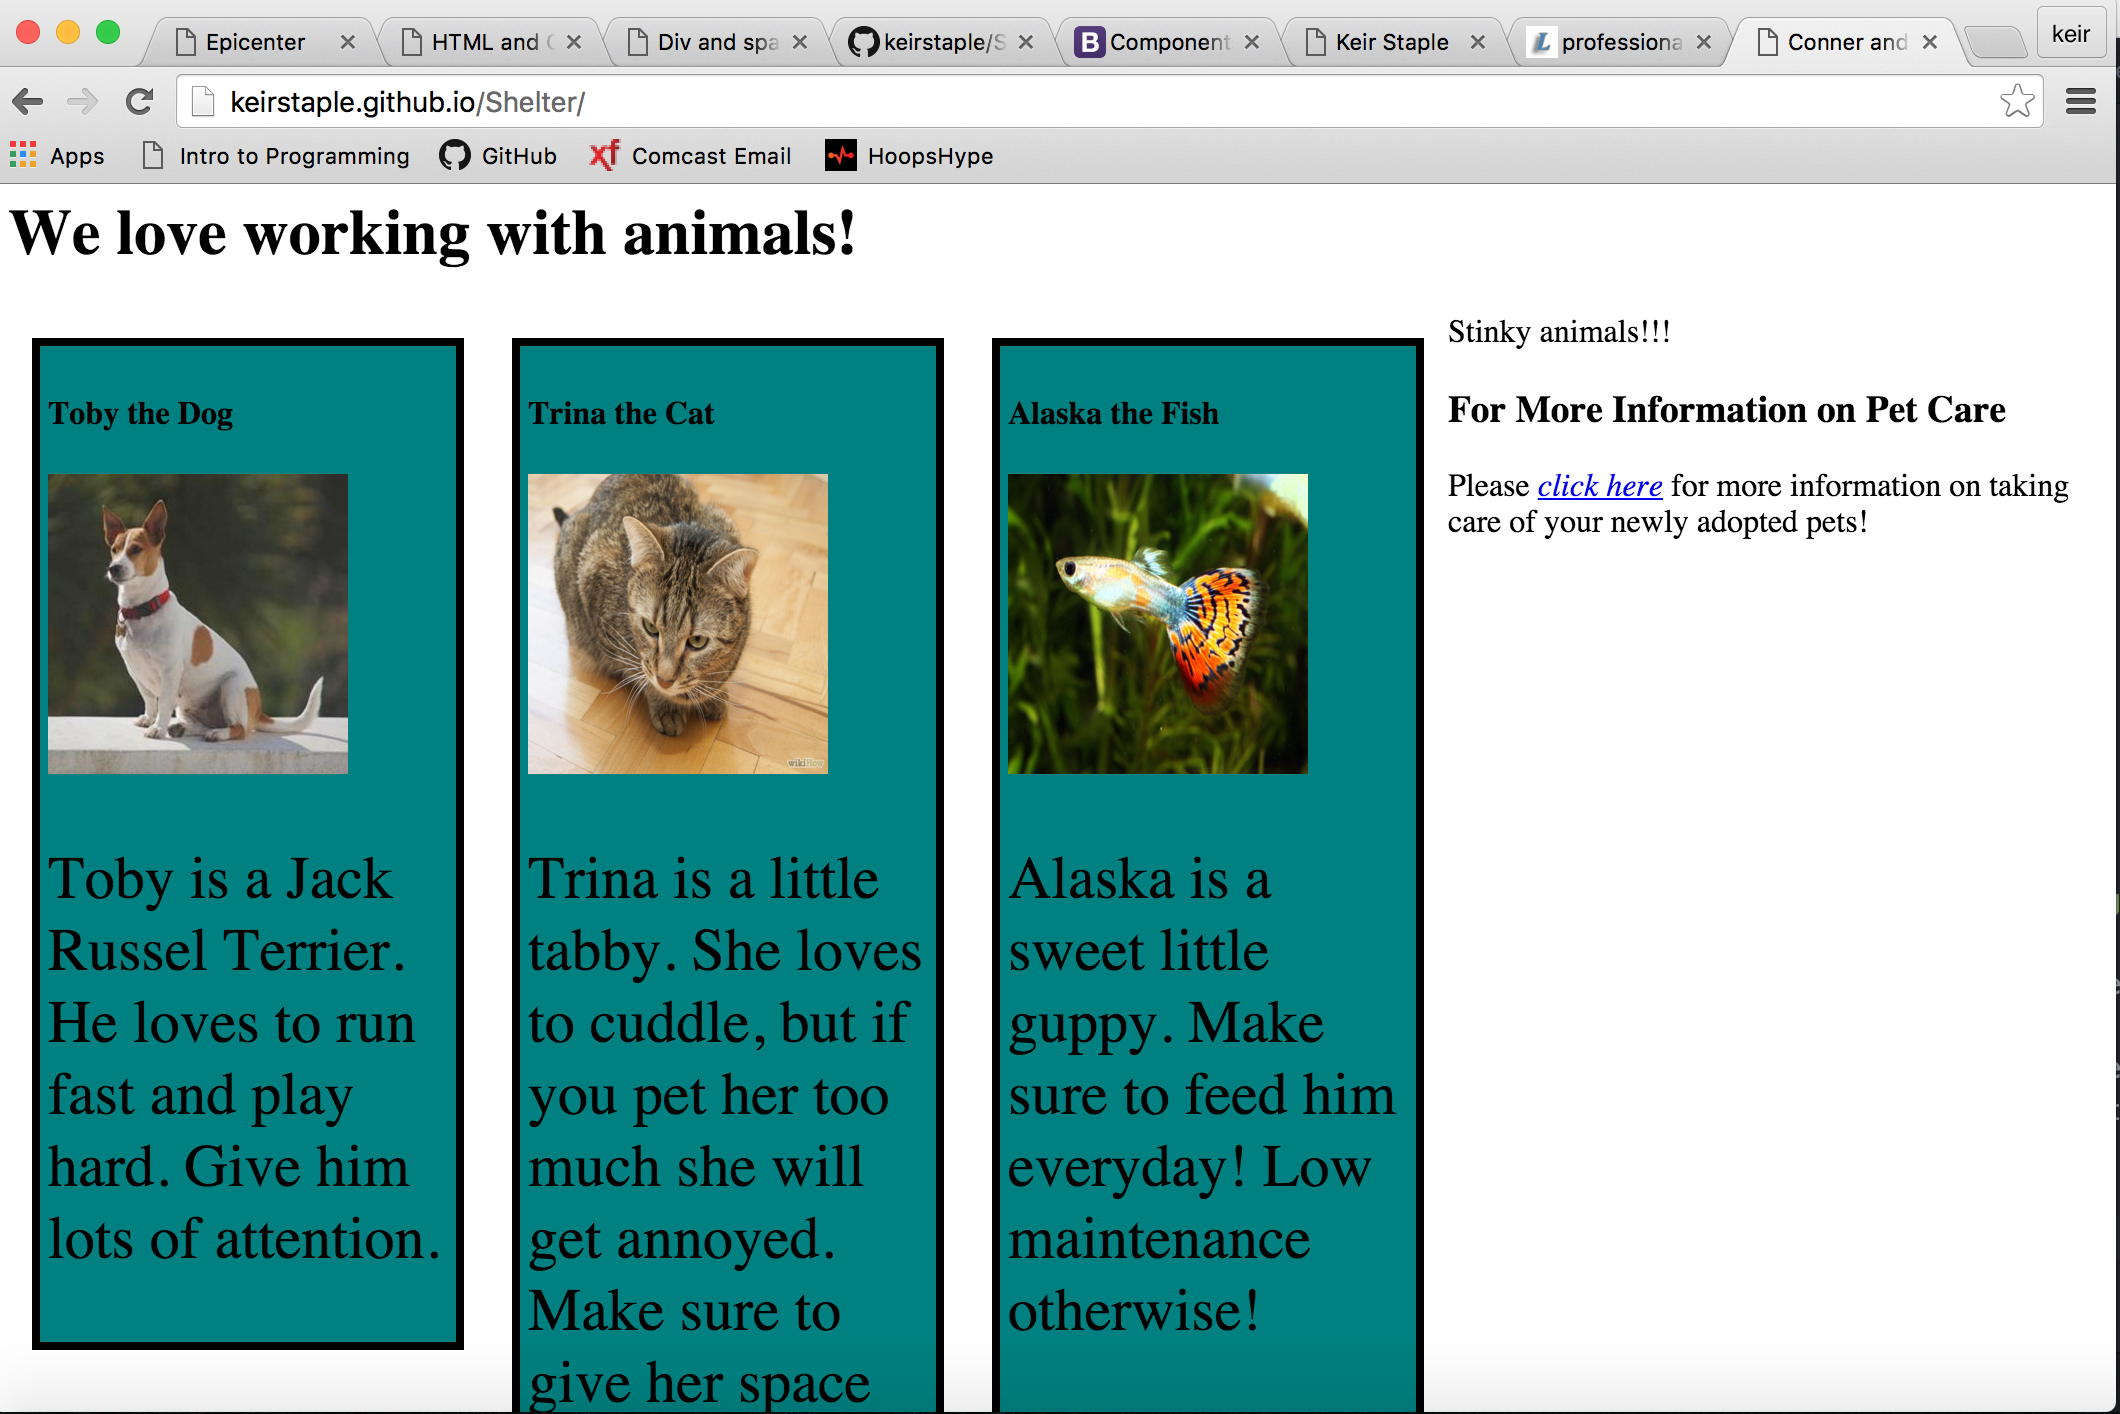 Epicenter
HTML and C
Div and spa
keirstaple/S
B Component
Keir Staple
L professiona
Conner and
keir
keirstaple.github.io/Shelter/
Apps
Intro to Programming
GitHub
xf Comcast Email
HoopsHype
We love working with animals!
Toby the Dog
Toby is a Jack
Russel Terrier.
He loves to run
fast and play
hard. Give him
lots of attention.
Trina the Cat
wikiHow
Trina is a little
tabby. She loves
to cuddle, but if
you pet her too
much she will
get annoyed.
Make sure to
give her space
Alaska the Fish
Alaska is a
sweet little
guppy. Make
sure to feed him
everyday! Low
maintenance
otherwise!
Stinky animals!!!
For More Information on Pet Care
Please click here for more information on taking
care of your newly adopted pets!